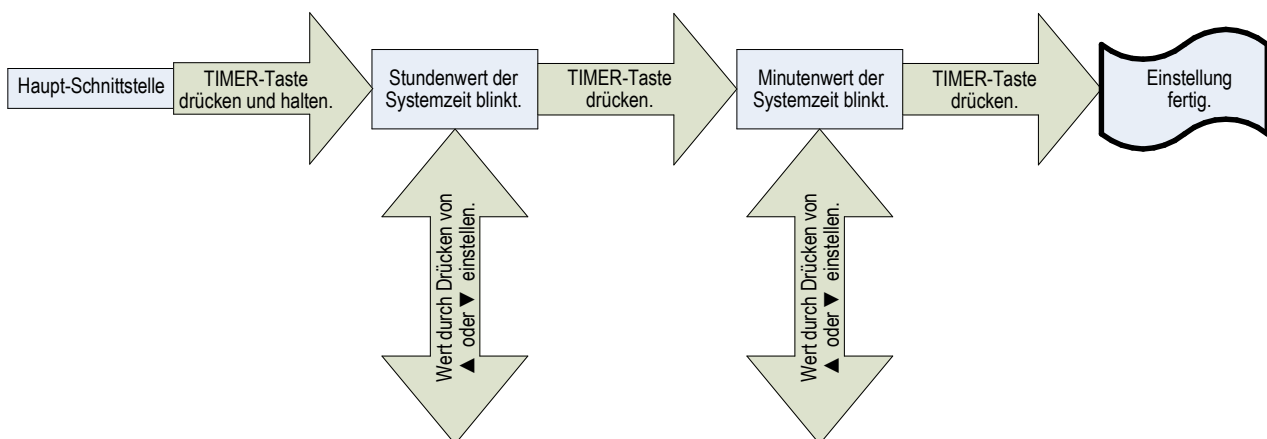 Haupt-Schnittstelle
TIMER-Taste
drücken und halten.
Stundenwert der
Systemzeit blinkt.
TIMER-Taste
drücken.
Minutenwert der
Systemzeit blinkt.
TIMER-Taste
drücken.
Einstellung
fertig.
Wert durch Drücken von
▲ oder ▼ einstellen.
Wert durch Drücken von
▲ oder ▼ einstellen.